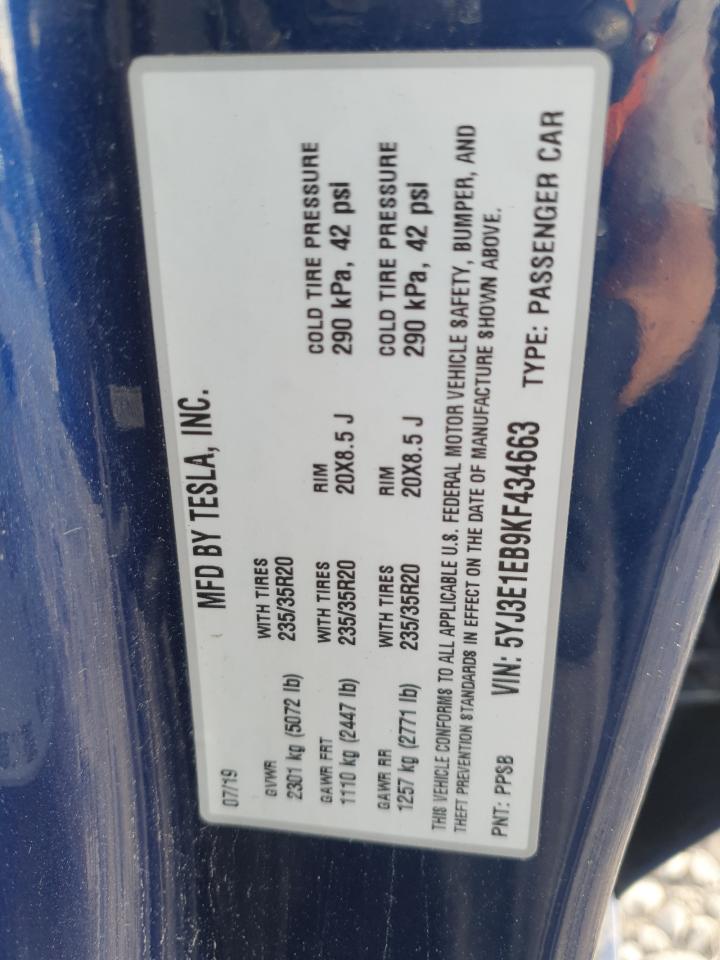 MFD BY TESLA, INC.
07/19
GVWR WITH TIRES
2301 kg (5072 lb) 235/35R20
GAWR FRT WITH TIRES RIM COLD TIRE PRESSURE
1110 kg (2447 lb) 235/35R20 20X8.5 J 290 kPa, 42 psi
GAWR RR WITH TIRES RIM COLD TIRE PRESSURE
1257 kg (2771 lb) 235/35R20 20X8.5 J 290 kPa, 42 psi
THIS VEHICLE CONFORMS TO ALL APPLICABLE U.S. FEDERAL MOTOR VEHICLE SAFETY, BUMPER, AND
THEFT PREVENTION STANDARDS IN EFFECT ON THE DATE OF MANUFACTURE SHOWN ABOVE.
PNT: PPSB VIN: 5YJ3E1EB9KF434663 TYPE: PASSENGER CAR